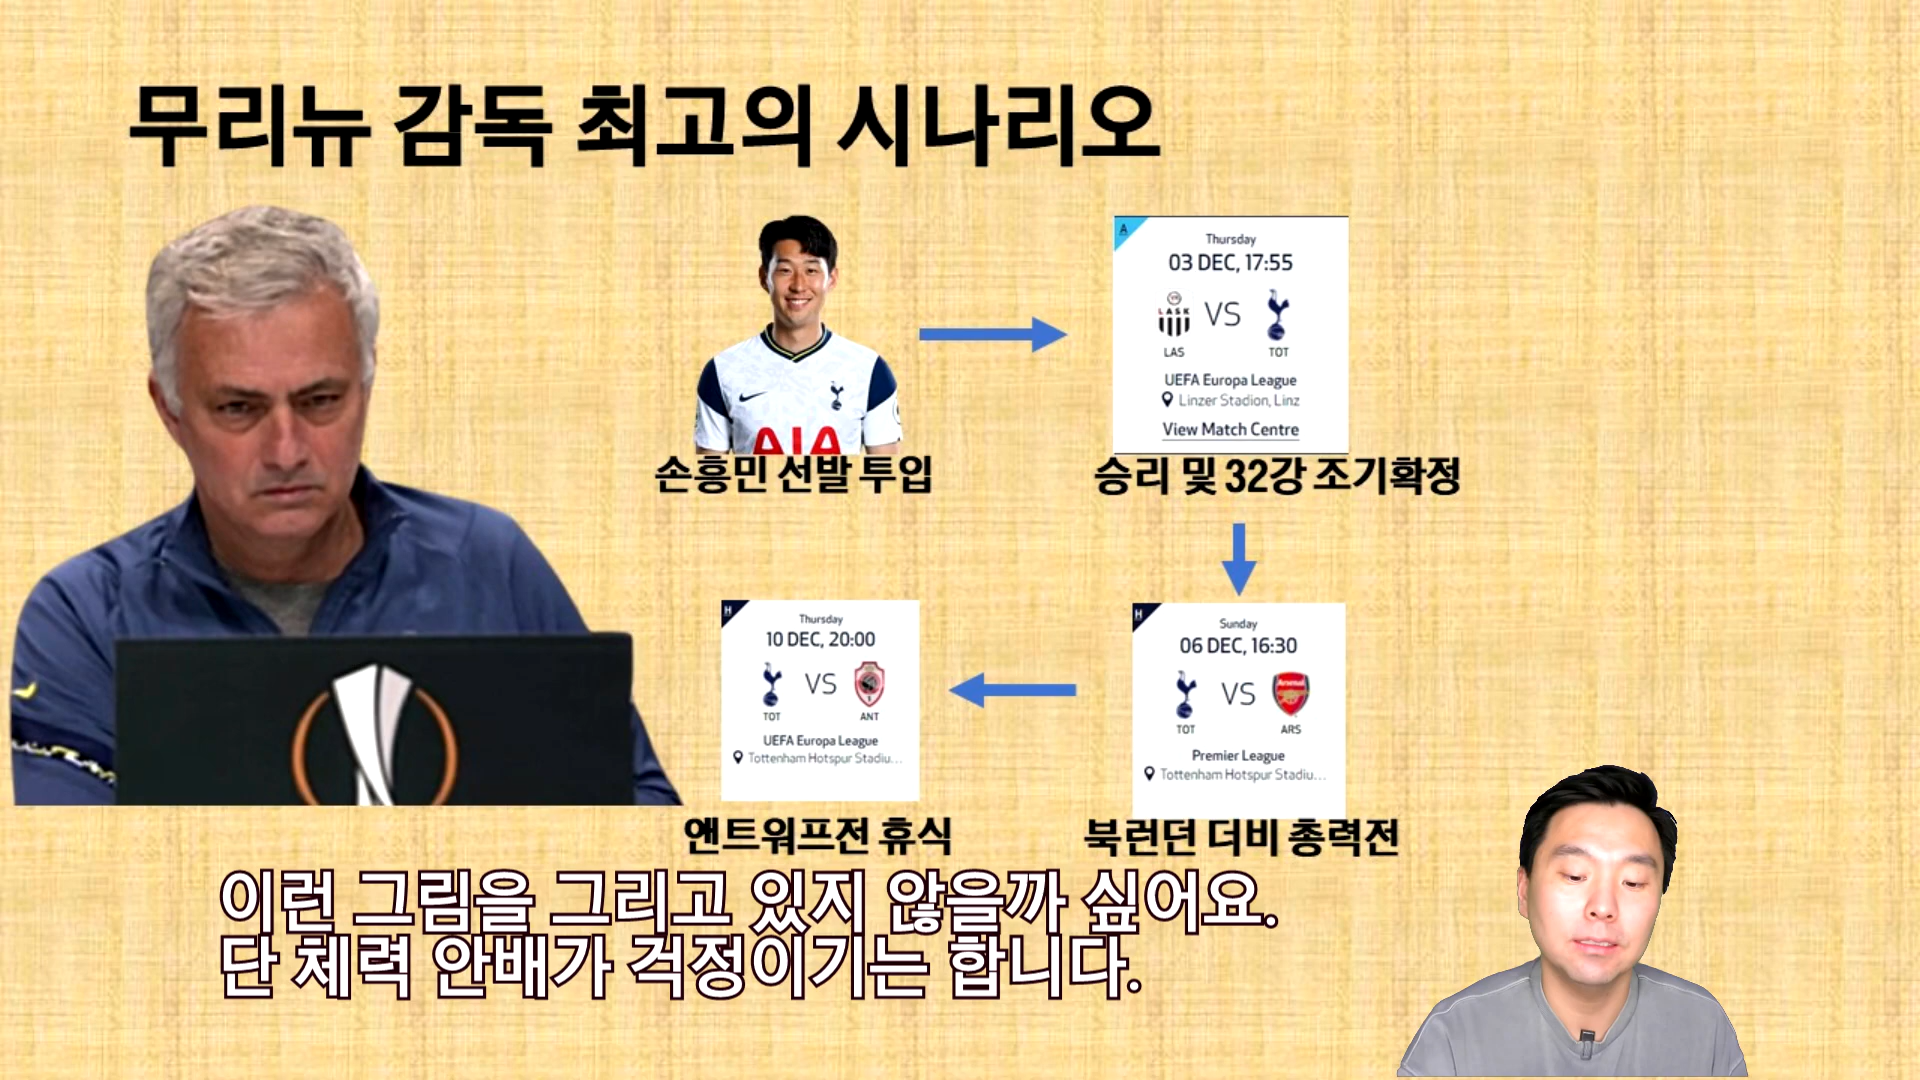 무리뉴 감독 최고의 시나리오
AIA
손흥민 선발 투입
A
Thursday
03 DEC, 17:55
LASK
VS
LAS
TOT
UEFA Europa League
Linzer Stadion, Linz
View Match Centre
승리 및 32강 조기확정
H
Thursday
10 DEC, 20:00
VS
TOT
ANT
UEFA Europa League
Tottenham Hotspur Stadiu...
앤트워프전 휴식
H
Sunday
06 DEC, 16:30
VS
Arsenal
TOT
ARS
Premier League
Tottenham Hotspur Stadiu...
북런던 더비 총력전
이런 그림을 그리고 있지 않을까 싶어요.
단 체력 안배가 걱정이기는 합니다.